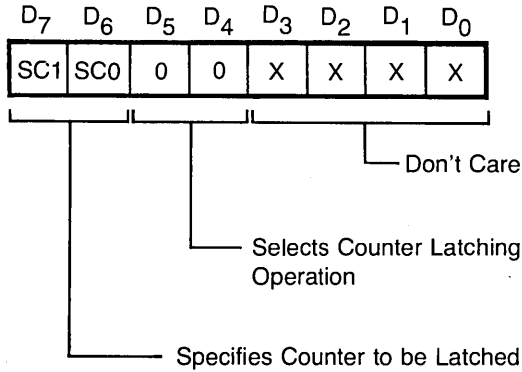 D7 D6 D5 D4 D3 D2 D1 D0
SC1 SC0 0 0 X X X X
Don't Care
Selects Counter Latching
Operation
Specifies Counter to be Latched